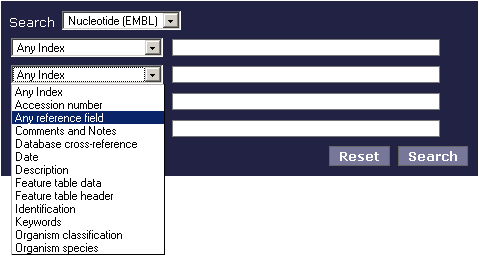 Search Nucleotide (EMBL)
Any Index
Any Index
Any Index
Accession number
Any reference field
Comments and Notes
Database cross-reference
Date
Description
Feature table data
Feature table header
Identification
Keywords
Organism classification
Organism species
Reset Search